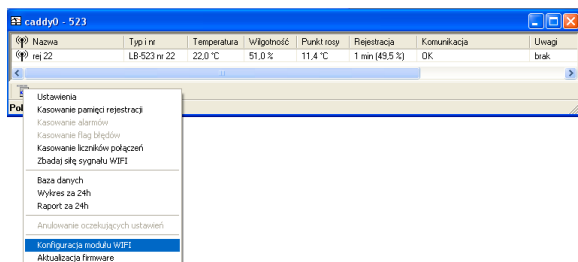 caddy0 - 523
Nazwa Typ i nr Temperatura Wilgotność Punkt rosy Rejestracja Komunikacja Uwagi
rej 22 LB-523 nr 22 22,0 °C 51,0 % 11,4 °C 1 min (49,5 %) OK brak
Pol
Ustawienia
Kasowanie pamięci rejestracji
Kasowanie alarmów
Kasowanie flag błędów
Kasowanie liczników połączeń
Zbadaj siłę sygnału WIFI
Baza danych
Wykres za 24h
Raport za 24h
Anulowanie oczekujących ustawień
Konfiguracja modułu WIFI
Aktualizacja firmware